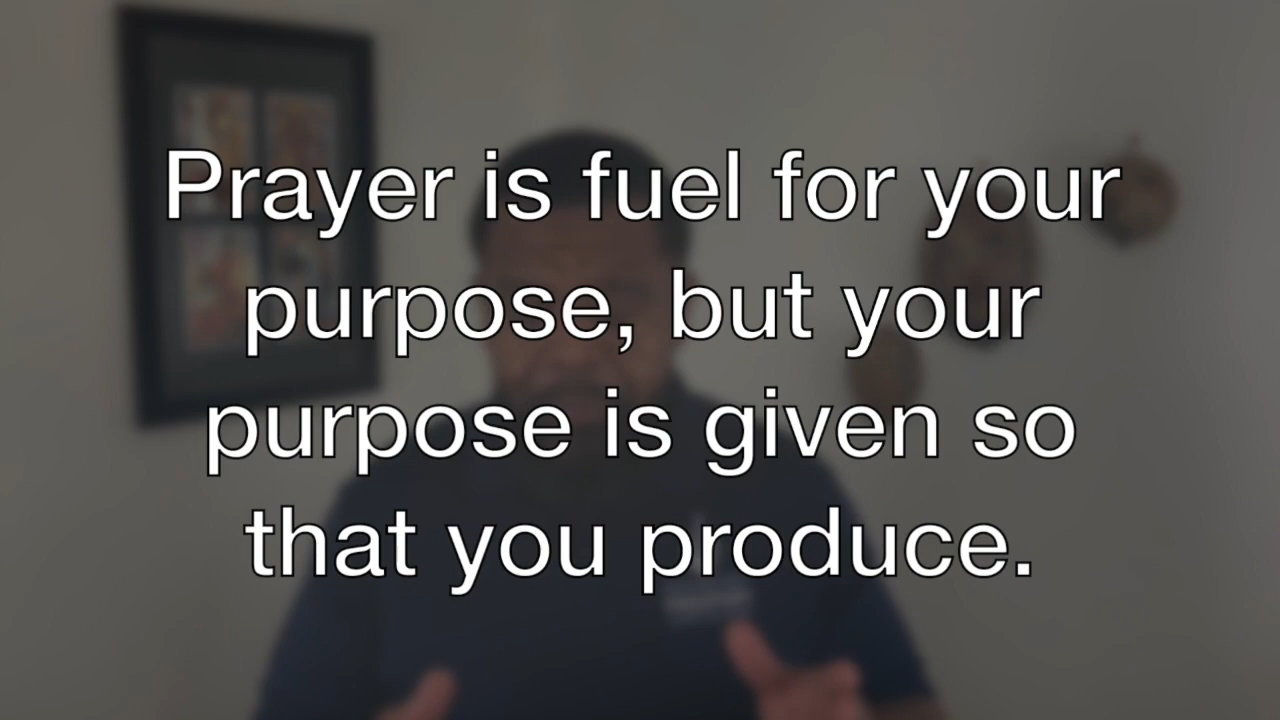 Prayer is fuel for your
purpose, but your
purpose is given so
that you produce.